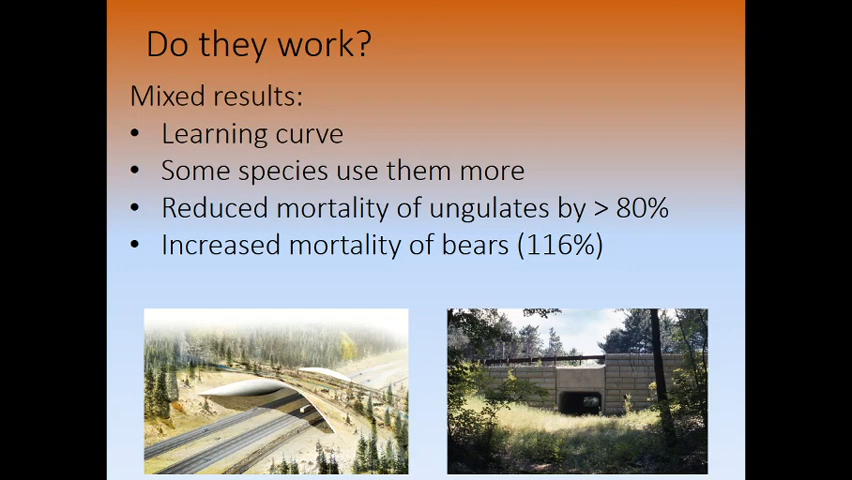 Do they work?
Mixed results:
• Learning curve
• Some species use them more
• Reduced mortality of ungulates by > 80%
• Increased mortality of bears (116%)